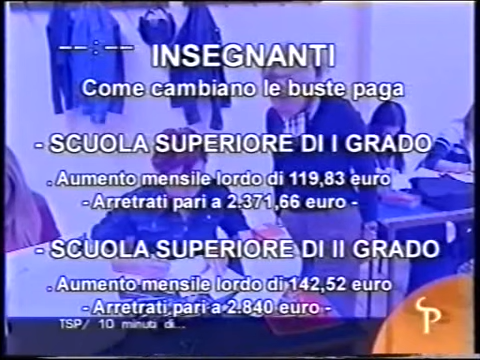 --:--
INSEGNANTI
Come cambiano le buste paga
- SCUOLA SUPERIORE DI I GRADO
. Aumento mensile lordo di 119,83 euro
- Arretrati pari a 2.371,66 euro -
- SCUOLA SUPERIORE DI II GRADO
. Aumento mensile lordo di 142,52 euro
- Arretrati pari a 2.840 euro -
TSP/ 10 minuti di...